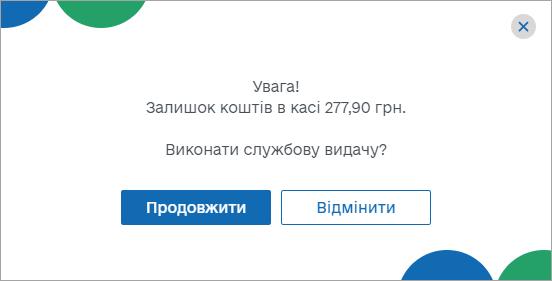 Увага!
Залишок коштів в касі 277,90 грн.
Виконати службову видачу?
Продовжити
Відмінити